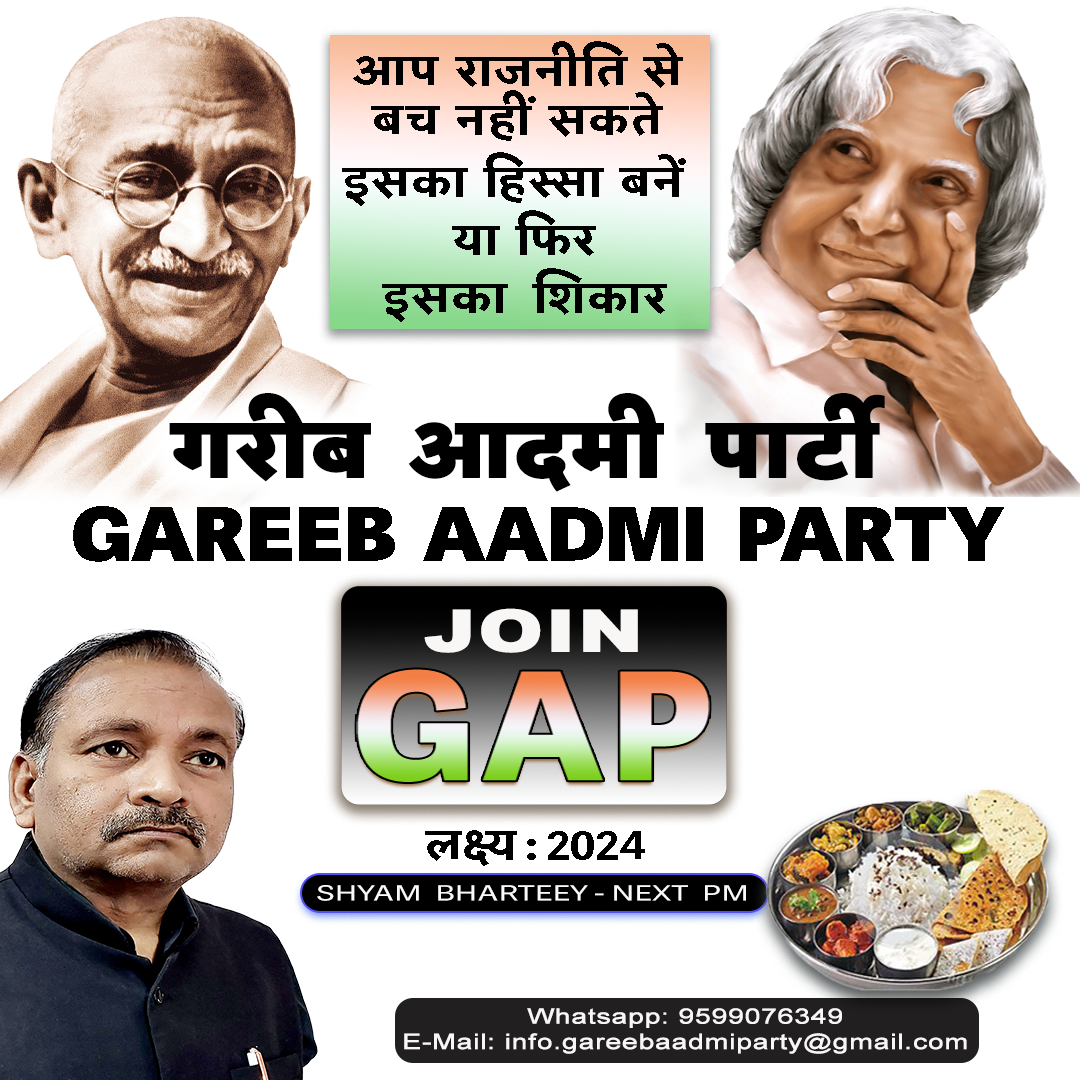 आप राजनीति से
बच नहीं सकते
इसका हिस्सा बनें
या फिर
इसका शिकार
गरीब आदमी पार्टी
GAREEB AADMI PARTY
JOIN
GAP
लक्ष्य : 2024
SHYAM BHARTEEY - NEXT PM
Whatsapp: 9599076349
E-Mail: info.gareebaadmiparty@gmail.com